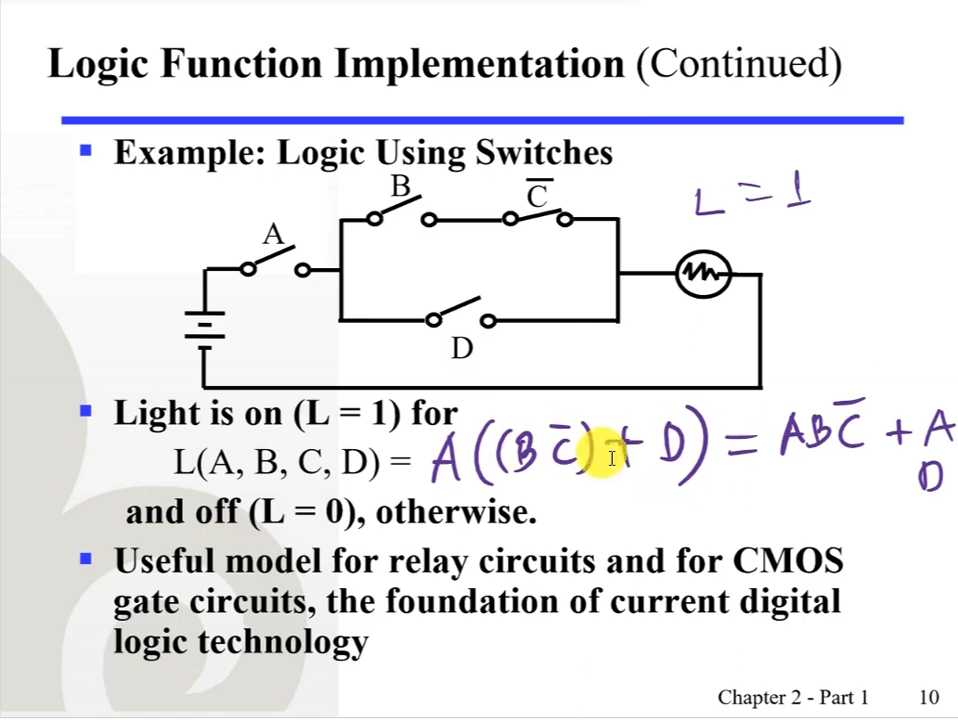 Logic Function Implementation (Continued)
Example: Logic Using Switches
B
C̅
L = 1
A
D
Light is on (L = 1) for
L(A, B, C, D) = A((B C̅) + D) = ABC̅ + A
D
and off (L = 0), otherwise.
Useful model for relay circuits and for CMOS
gate circuits, the foundation of current digital
logic technology
Chapter 2 - Part 1 10